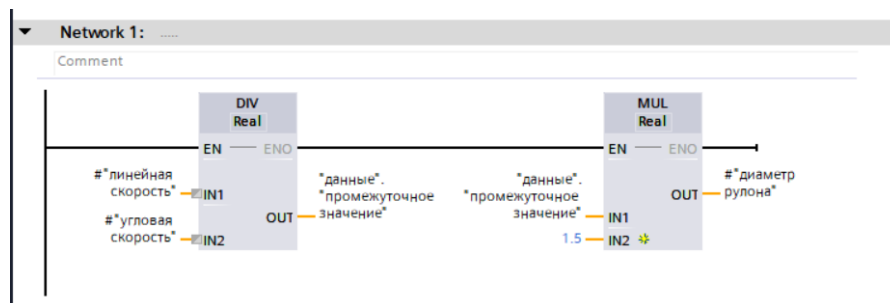 Network 1: .....
Comment
DIV
Real
EN ENO
#"линейная
скорость" IN1
#"угловая
скорость" IN2
OUT
"данные".
"промежуточное
значение"
MUL
Real
EN ENO
"данные".
"промежуточное
значение" IN1
1.5 IN2
OUT
#"диаметр
рулона"